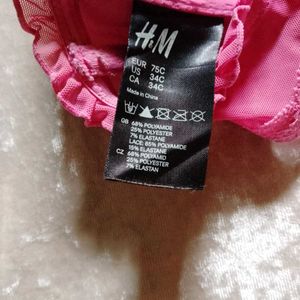 H&M
EUR 75C
US 34C
CA 34C
Made in China
GB 68% POLYAMIDE
25% POLYESTER
7% ELASTANE
LACE: 85% POLYAMIDE
15% ELASTANE
CZ 68% POLYAMID
25% POLYESTER
7% ELASTAN